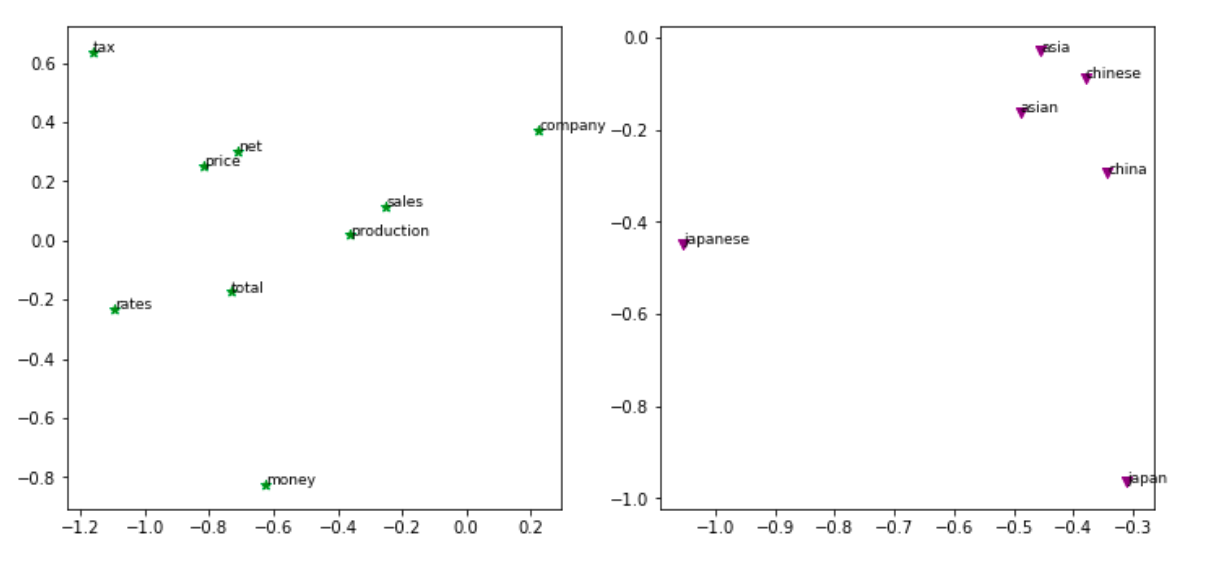 tax
0.6
0.4
company
net
price
0.2
sales
production
0.0
total
−0.2
rates
−0.4
−0.6
money
−0.8
−1.2 −1.0 −0.8 −0.6 −0.4 −0.2 0.0 0.2
0.0
asia
chinese
asian
−0.2
china
−0.4
japanese
−0.6
−0.8
japan
−1.0
−1.0 −0.9 −0.8 −0.7 −0.6 −0.5 −0.4 −0.3